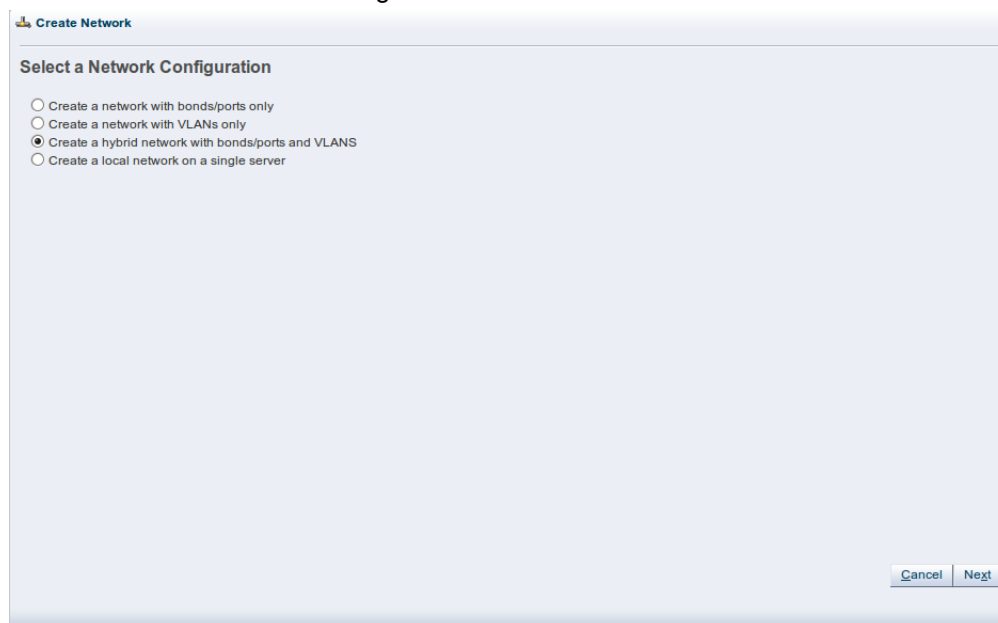 Create Network
Select a Network Configuration
Create a network with bonds/ports only
Create a network with VLANs only
Create a hybrid network with bonds/ports and VLANS
Create a local network on a single server
Cancel Next